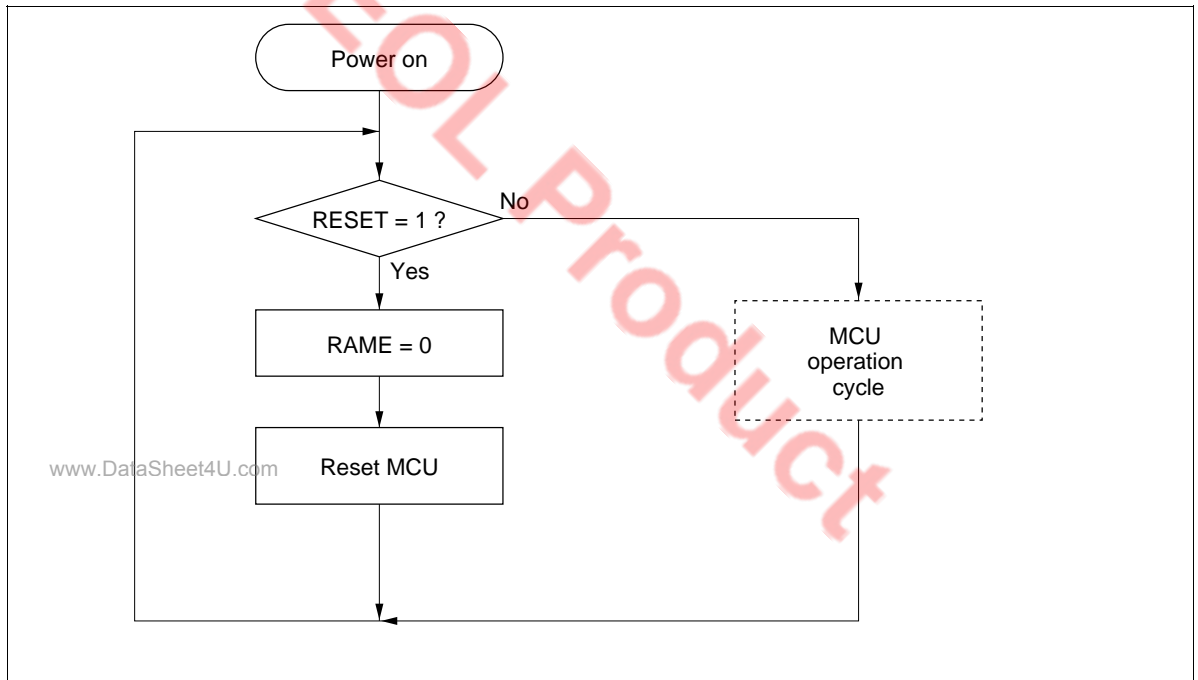 Power on
RESET = 1 ?
No
Yes
RAME = 0
MCU
operation
cycle
Reset MCU
www.DataSheet4U.com
EOL Product